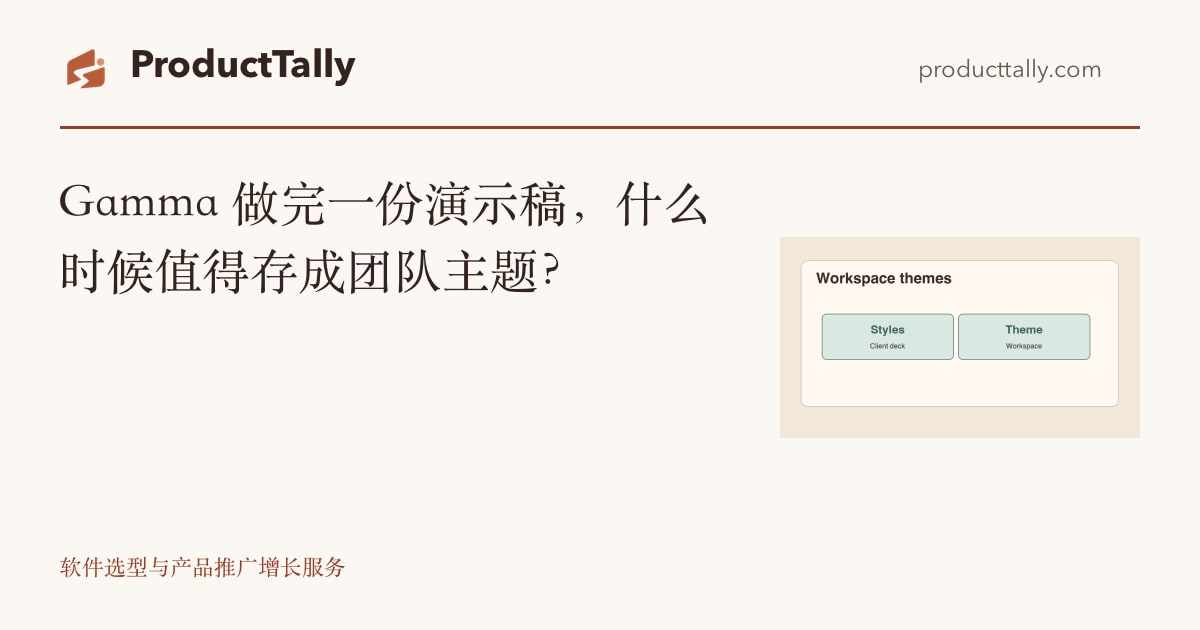 ProductTally
producttally.com
Gamma 做完一份演示稿，什么
时候值得存成团队主题？
Workspace themes
Styles
Client deck
Theme
Workspace
软件选型与产品推广增长服务